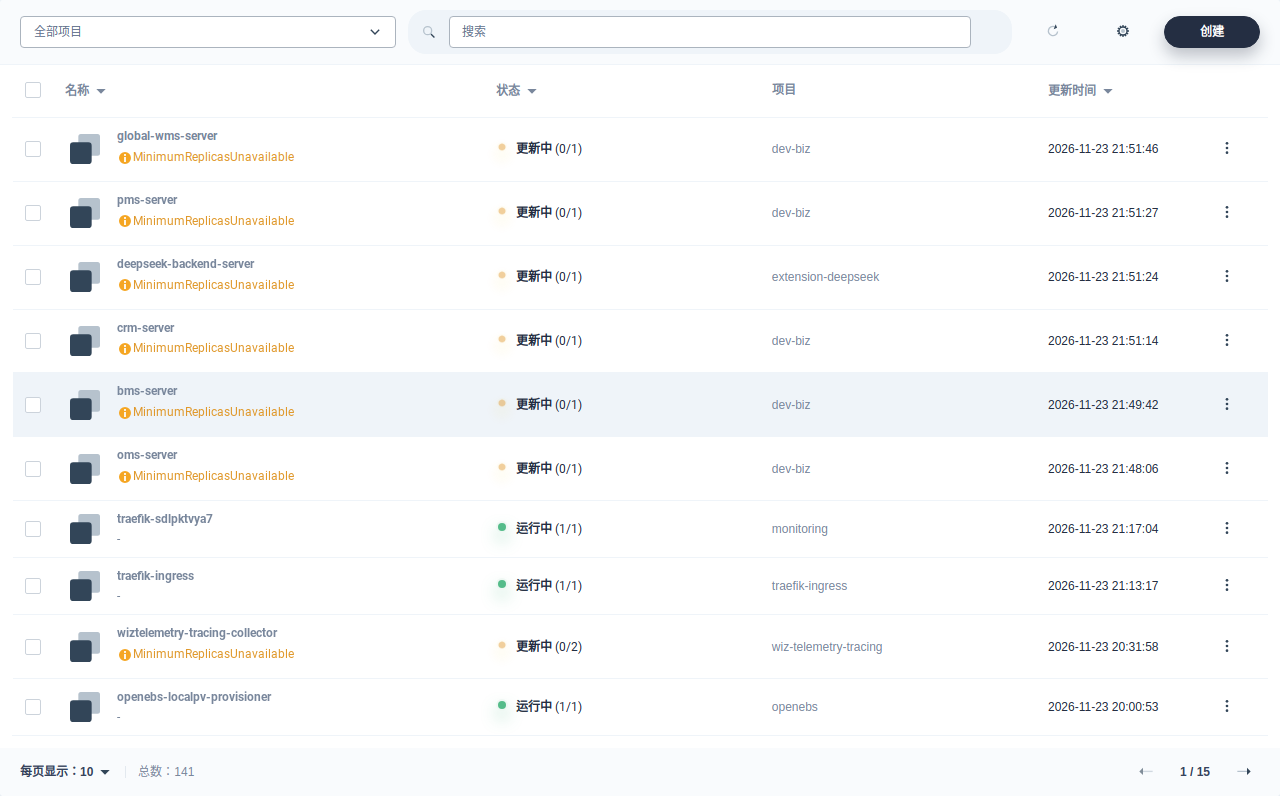 全部项目
搜索
创建
名称 状态 项目 更新时间
global-wms-server
MinimumReplicasUnavailable
更新中 (0/1) dev-biz 2026-11-23 21:51:46
pms-server
MinimumReplicasUnavailable
更新中 (0/1) dev-biz 2026-11-23 21:51:27
deepseek-backend-server
MinimumReplicasUnavailable
更新中 (0/1) extension-deepseek 2026-11-23 21:51:24
crm-server
MinimumReplicasUnavailable
更新中 (0/1) dev-biz 2026-11-23 21:51:14
bms-server
MinimumReplicasUnavailable
更新中 (0/1) dev-biz 2026-11-23 21:49:42
oms-server
MinimumReplicasUnavailable
更新中 (0/1) dev-biz 2026-11-23 21:48:06
traefik-sdlpktvya7
-
运行中 (1/1) monitoring 2026-11-23 21:17:04
traefik-ingress
-
运行中 (1/1) traefik-ingress 2026-11-23 21:13:17
wiztelemetry-tracing-collector
MinimumReplicasUnavailable
更新中 (0/2) wiz-telemetry-tracing 2026-11-23 20:31:58
openebs-localpv-provisioner
-
运行中 (1/1) openebs 2026-11-23 20:00:53
每页显示：10 总数：141 1 / 15